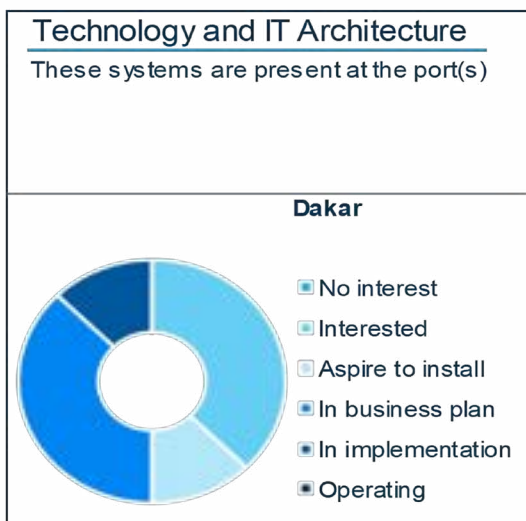 Technology and IT Architecture
These systems are present at the port(s)
Dakar
No interest
Interested
Aspire to install
In business plan
In implementation
Operating